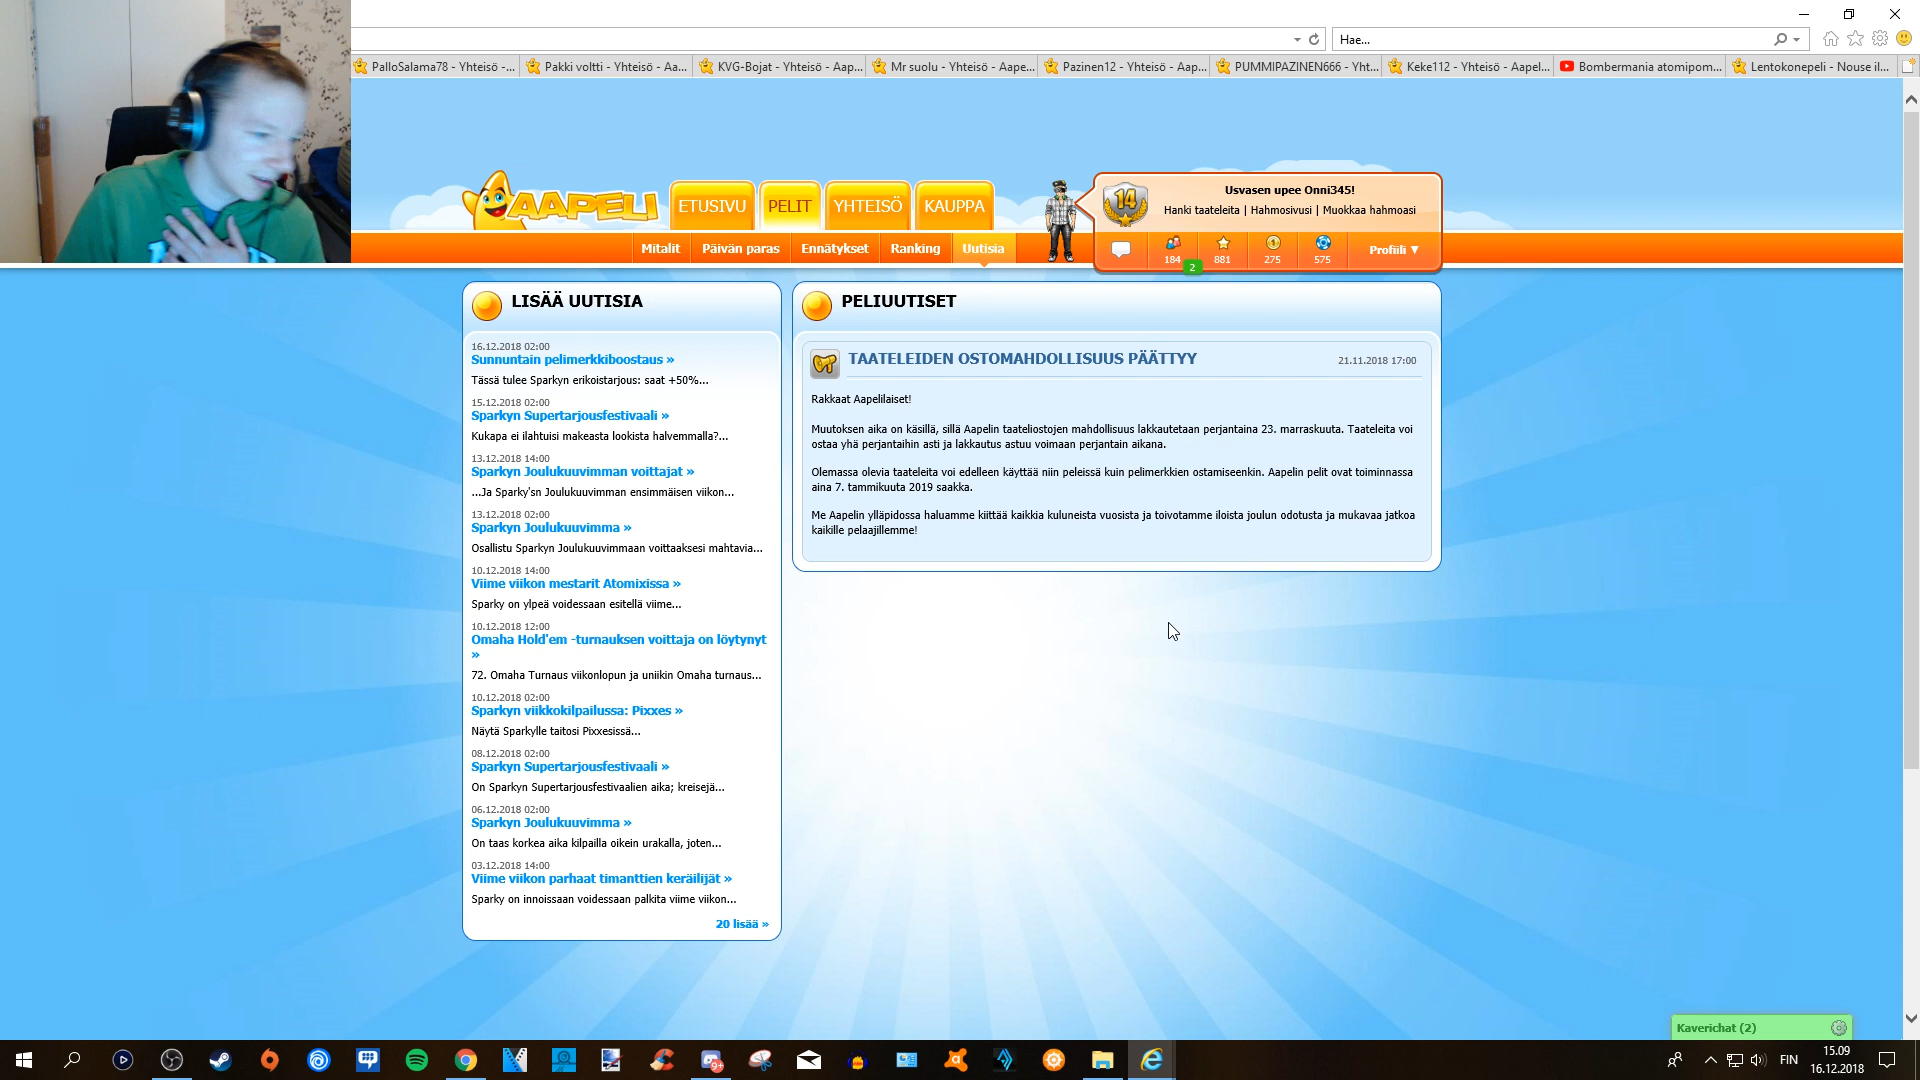 Hae...
PalloSalama78 - Yhteisö -...
Pakki voltti - Yhteisö - Aa...
KVG-Bojat - Yhteisö - Aap...
Mr suolu - Yhteisö - Aape...
Pazinen12 - Yhteisö - Aap...
PUMMIPAZINEN666 - Yht...
Keke112 - Yhteisö - Aapel...
Bombermania atomipom...
Lentokonepeli - Nouse il...
AAPELI
ETUSIVU
PELIT
YHTEISÖ
KAUPPA
14
Usvasen upee Onni345!
Hanki taateleita | Hahmosivusi | Muokkaa hahmoasi
Mitalit
Päivän paras
Ennätykset
Ranking
Uutisia
184
2
881
275
575
Profiili ▼
LISÄÄ UUTISIA
16.12.2018 02:00
Sunnuntain pelimerkkiboostaus »
Tässä tulee Sparkyn erikoistarjous: saat +50%...
15.12.2018 02:00
Sparkyn Supertarjousfestivaali »
Kukapa ei ilahtuisi makeasta lookista halvemmalla?...
13.12.2018 14:00
Sparkyn Joulukuuvimman voittajat »
...Ja Sparky'sn Joulukuuvimman ensimmäisen viikon...
13.12.2018 02:00
Sparkyn Joulukuuvimma »
Osallistu Sparkyn Joulukuuvimmaan voittaaksesi mahtavia...
10.12.2018 14:00
Viime viikon mestarit Atomixissa »
Sparky on ylpeä voidessaan esitellä viime...
10.12.2018 12:00
Omaha Hold'em -turnauksen voittaja on löytynyt
»
72. Omaha Turnaus viikonlopun ja uniikin Omaha turnaus...
10.12.2018 02:00
Sparkyn viikkokilpailussa: Pixxes »
Näytä Sparkylle taitosi Pixxesissä...
08.12.2018 02:00
Sparkyn Supertarjousfestivaali »
On Sparkyn Supertarjousfestivaalien aika; kreisejä...
06.12.2018 02:00
Sparkyn Joulukuuvimma »
On taas korkea aika kilpailla oikein urakalla, joten...
03.12.2018 14:00
Viime viikon parhaat timanttien keräilijät »
Sparky on innoissaan voidessaan palkita viime viikon...
20 lisää »
PELIUUTISET
TAATELEIDEN OSTOMAHDOLLISUUS PÄÄTTYY
21.11.2018 17:00
Rakkaat Aapelilaiset!
Muutoksen aika on käsillä, sillä Aapelin taateliostojen mahdollisuus lakkautetaan perjantaina 23. marraskuuta. Taateleita voi
ostaa yhä perjantaihin asti ja lakkautus astuu voimaan perjantain aikana.
Olemassa olevia taateleita voi edelleen käyttää niin peleissä kuin pelimerkkien ostamiseenkin. Aapelin pelit ovat toiminnassa
aina 7. tammikuuta 2019 saakka.
Me Aapelin ylläpidossa haluamme kiittää kaikkia kuluneista vuosista ja toivotamme iloista joulun odotusta ja mukavaa jatkoa
kaikille pelaajillemme!
Kaverichat (2)
9+
FIN
15.09
16.12.2018